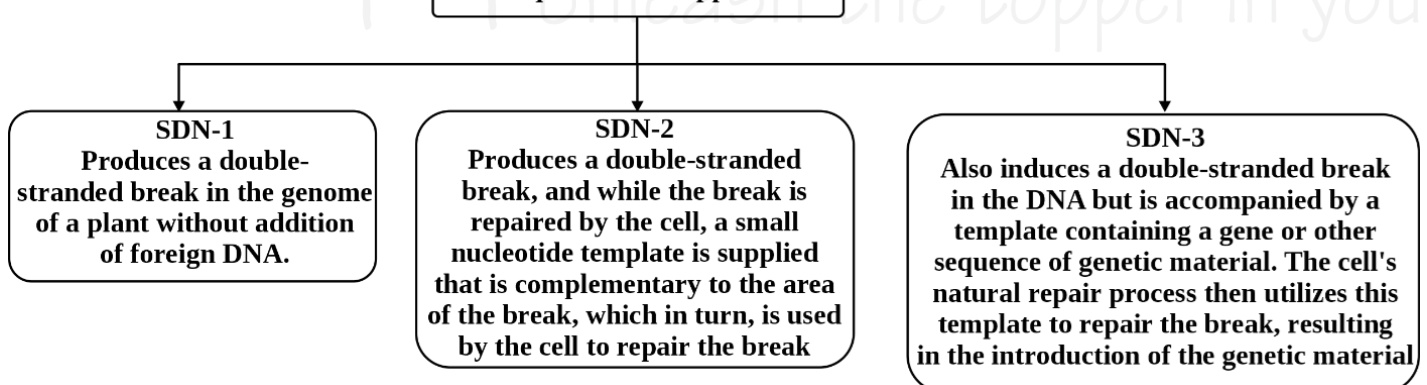 unleash the topper in you
SDN-1
Produces a double-
stranded break in the genome
of a plant without addition
of foreign DNA.
SDN-2
Produces a double-stranded
break, and while the break is
repaired by the cell, a small
nucleotide template is supplied
that is complementary to the area
of the break, which in turn, is used
by the cell to repair the break
SDN-3
Also induces a double-stranded break
in the DNA but is accompanied by a
template containing a gene or other
sequence of genetic material. The cell's
natural repair process then utilizes this
template to repair the break, resulting
in the introduction of the genetic material